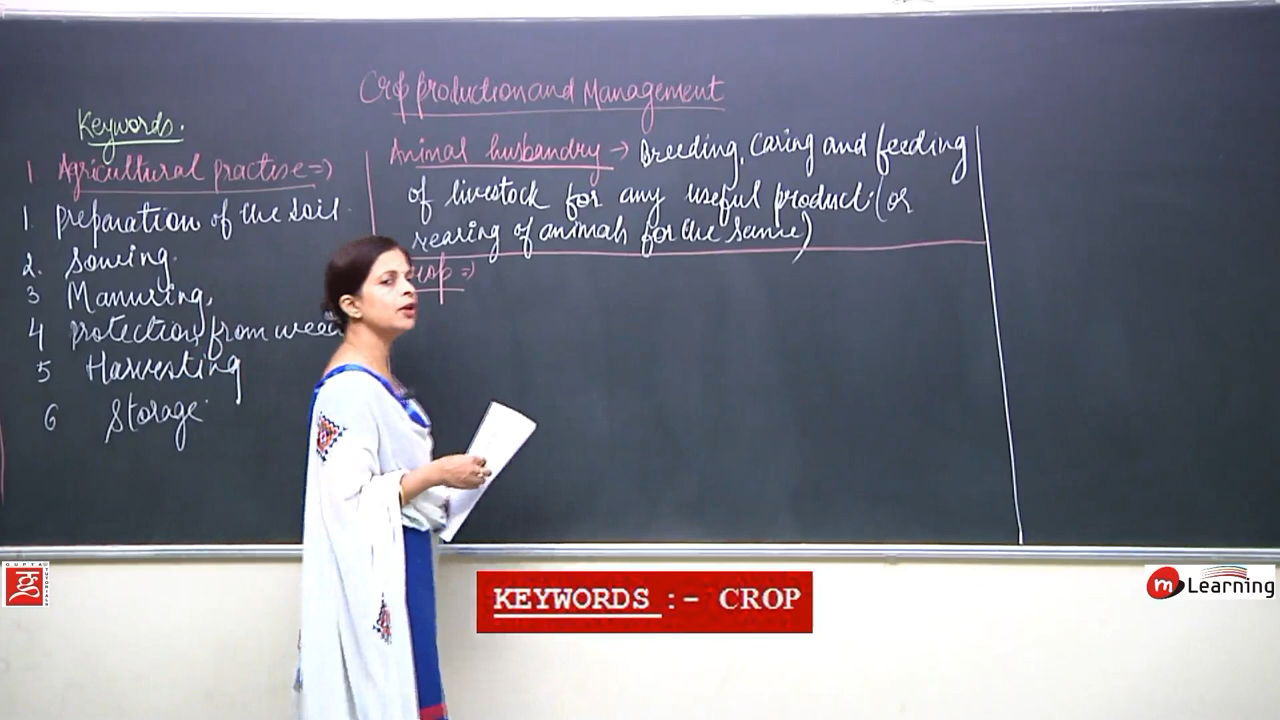 Crop production and Management
Keywords.
1. Agricultural practise =>
1. preparation of the soil.
2. Sowing.
3 Manuring,
4 protection from
5 Harvesting
6 Storage.
Animal husbandry → Breeding, Caring and feeding
of livestock for any useful product. (or
rearing of animals for the same)
=>
KEYWORDS :- CROP
GUPTA
TUTORIALS
m Learning